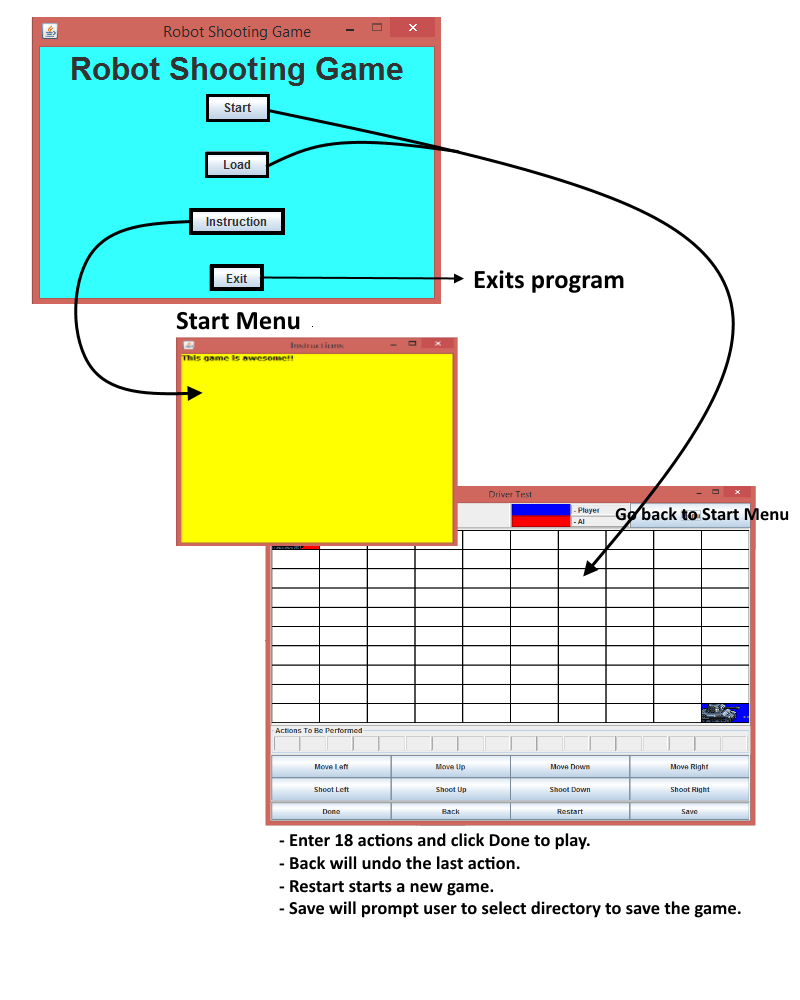 Robot Shooting Game
Robot Shooting Game
Start
Load
Instruction
Exit
Exits program
Start Menu
Instructions
This game is awesome!!
Driver Test
- Player
- AI
Go back to Start Menu
Actions To Be Performed
Move Left
Move Up
Move Down
Move Right
Shoot Left
Shoot Up
Shoot Down
Shoot Right
Done
Back
Restart
Save
- Enter 18 actions and click Done to play.
- Back will undo the last action.
- Restart starts a new game.
- Save will prompt user to select directory to save the game.